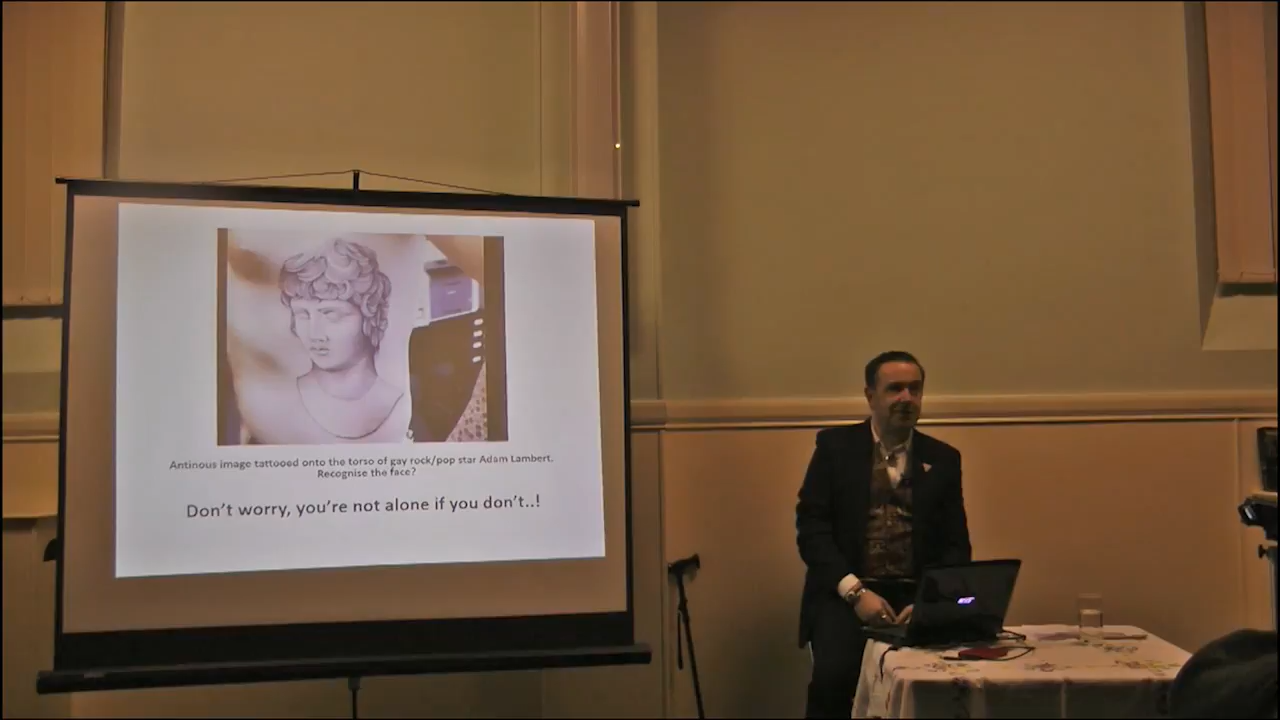 Antinous image tattooed onto the torso of gay rock/pop star Adam Lambert.
Recognise the face?
Don't worry, you're not alone if you don't..!